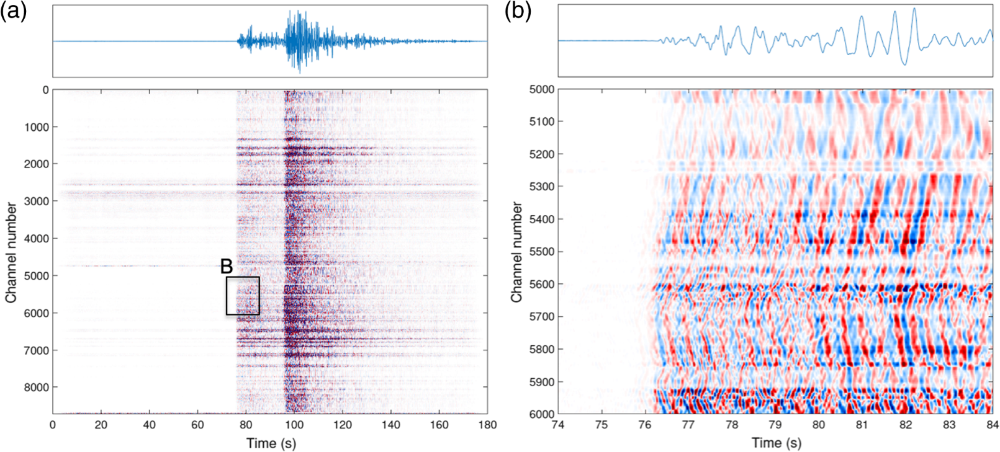 (a)
(b)
0
1000
2000
3000
4000
5000
6000
7000
8000
Channel number
B
0 20 40 60 80 100 120 140 160 180
Time (s)
5000
5100
5200
5300
5400
5500
5600
5700
5800
5900
6000
Channel number
74 75 76 77 78 79 80 81 82 83 84
Time (s)